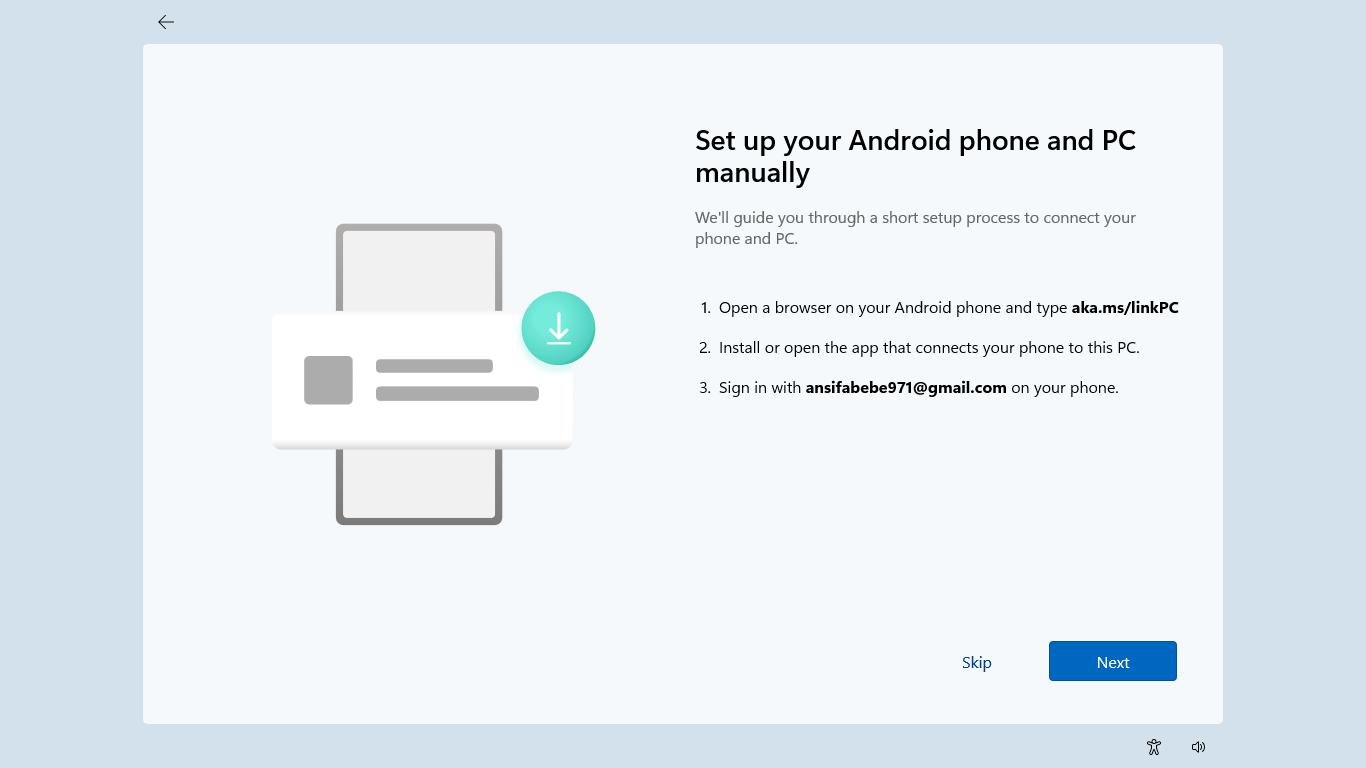 Set up your Android phone and PC
manually
We'll guide you through a short setup process to connect your
phone and PC.
1. Open a browser on your Android phone and type aka.ms/linkPC
2. Install or open the app that connects your phone to this PC.
3. Sign in with ansifabebe971@gmail.com on your phone.
Skip
Next